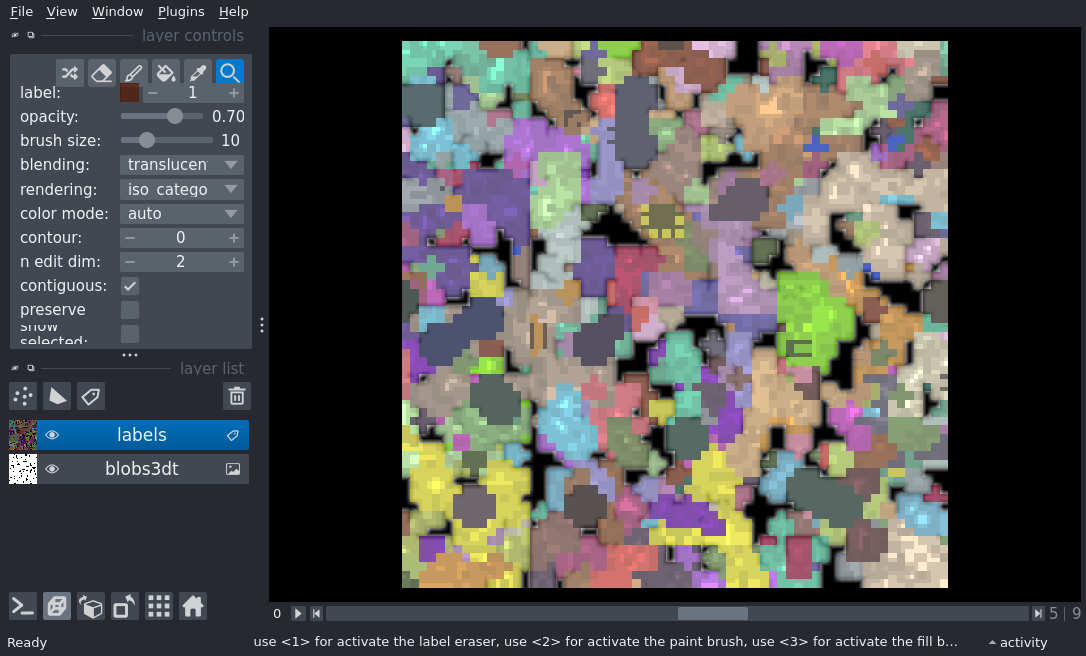 File View Window Plugins Help
layer controls
label: 1
opacity: 0.70
brush size: 10
blending: translucen
rendering: iso catego
color mode: auto
contour: 0
n edit dim: 2
contiguous:
preserve
show
selected:
layer list
labels
blobs3dt
0 5 | 9
Ready use <1> for activate the label eraser, use <2> for activate the paint brush, use <3> for activate the fill b... activity